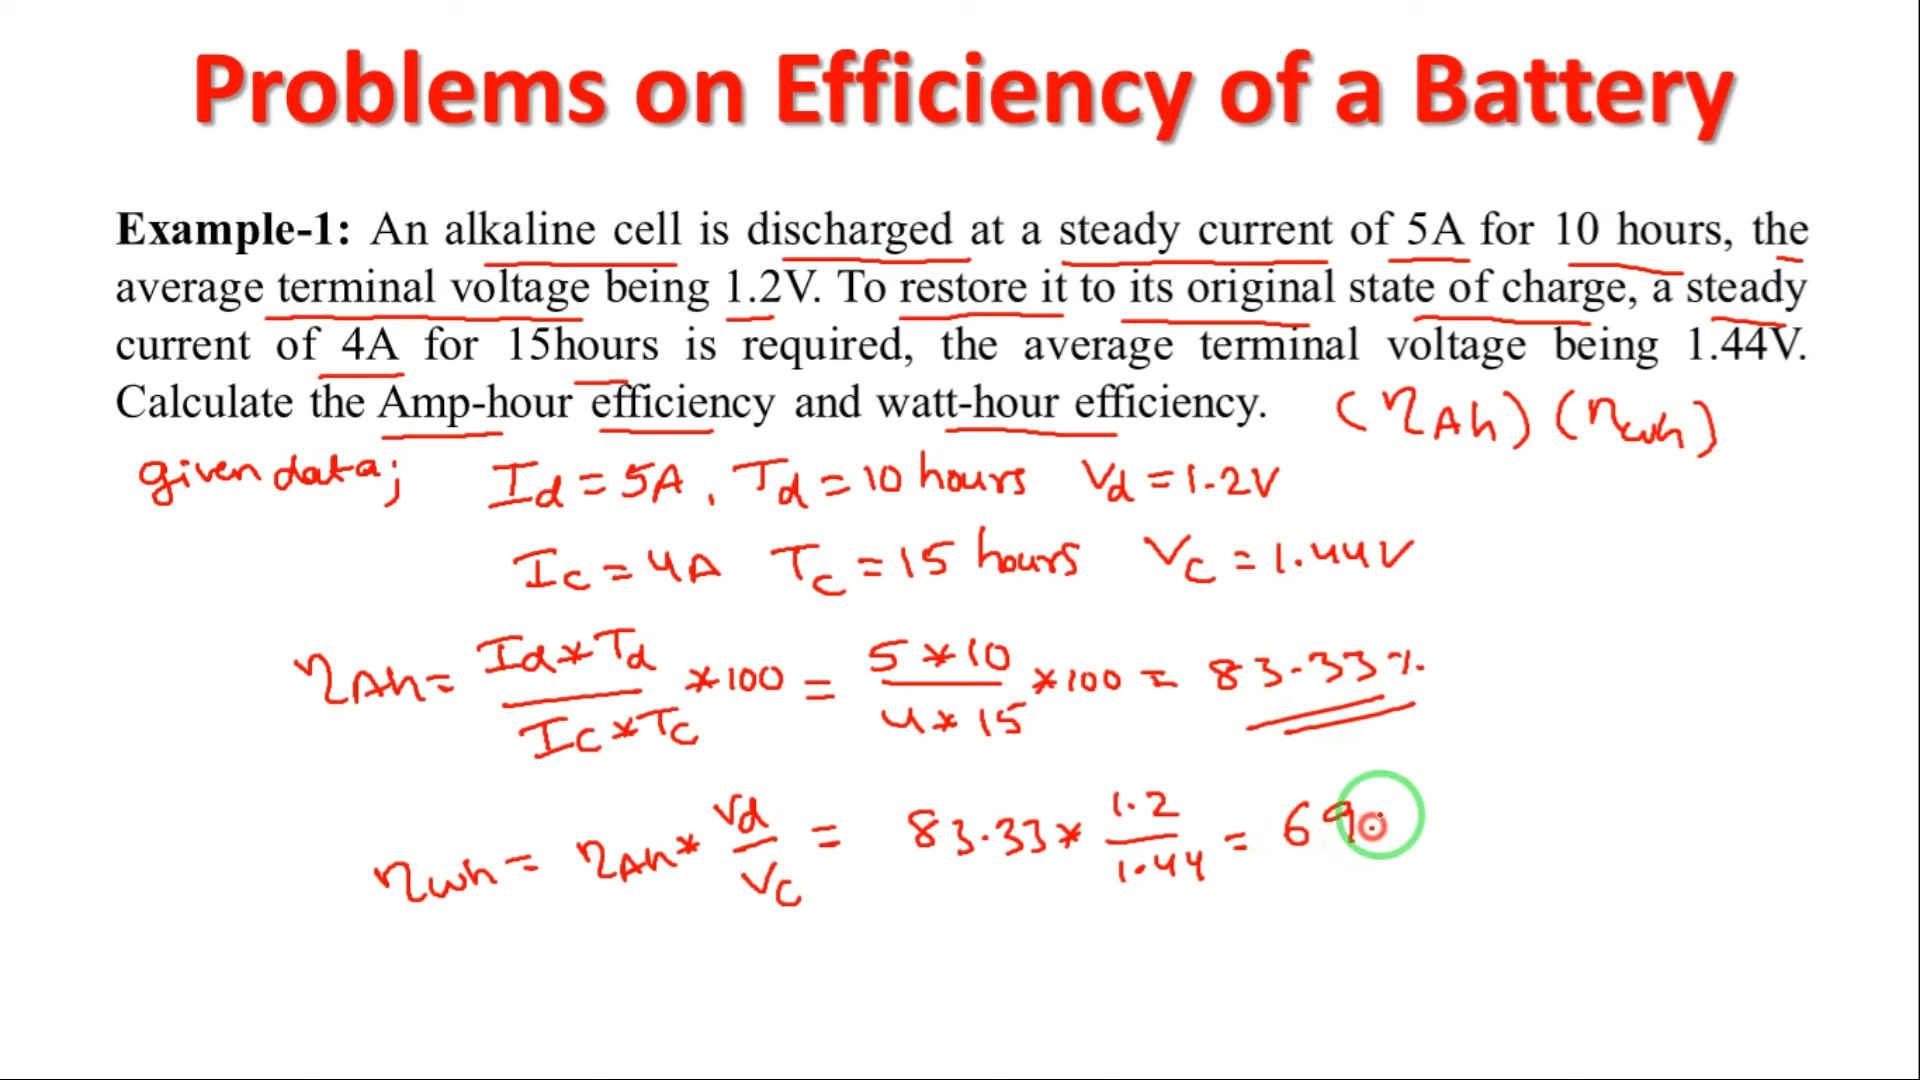 Problems on Efficiency of a Battery
Example-1: An alkaline cell is discharged at a steady current of 5A for 10 hours, the
average terminal voltage being 1.2V. To restore it to its original state of charge, a steady
current of 4A for 15hours is required, the average terminal voltage being 1.44V.
Calculate the Amp-hour efficiency and watt-hour efficiency. (ηAh) (ηwh)
given data; Id = 5A, Td = 10 hours Vd = 1.2V
Ic = 4A Tc = 15 hours Vc = 1.44V
ηAh = Id*Td / Ic*Tc *100 = 5*10 / 4*15 *100 = 83.33%
ηwh = ηAh * Vd / Vc = 83.33 * 1.2 / 1.44 = 69.